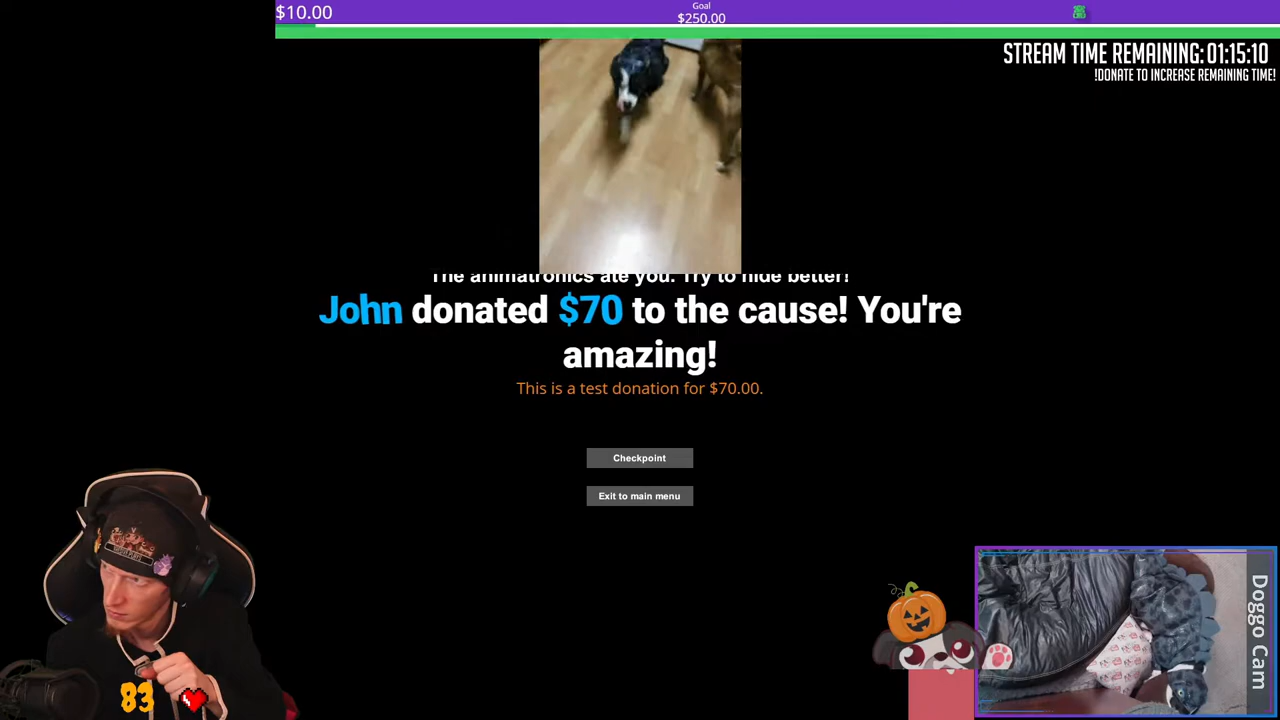 $10.00
Goal
$250.00
STREAM TIME REMAINING: 01:15:10
!DONATE TO INCREASE REMAINING TIME!
The animatronics ate you. Try to hide better!
John donated $70 to the cause! You're
amazing!
This is a test donation for $70.00.
Checkpoint
Exit to main menu
83
Doggo Cam